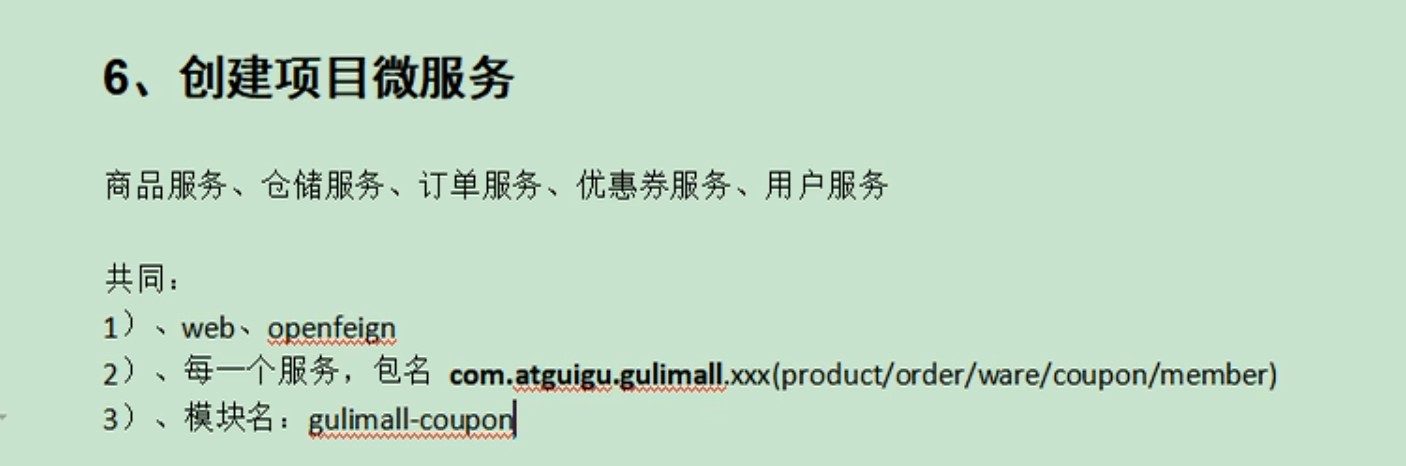 6、创建项目微服务
商品服务、仓储服务、订单服务、优惠券服务、用户服务
共同：
1）、web、openfeign
2）、每一个服务，包名 com.atguigu.gulimall.xxx(product/order/ware/coupon/member)
3）、模块名：gulimall-coupon